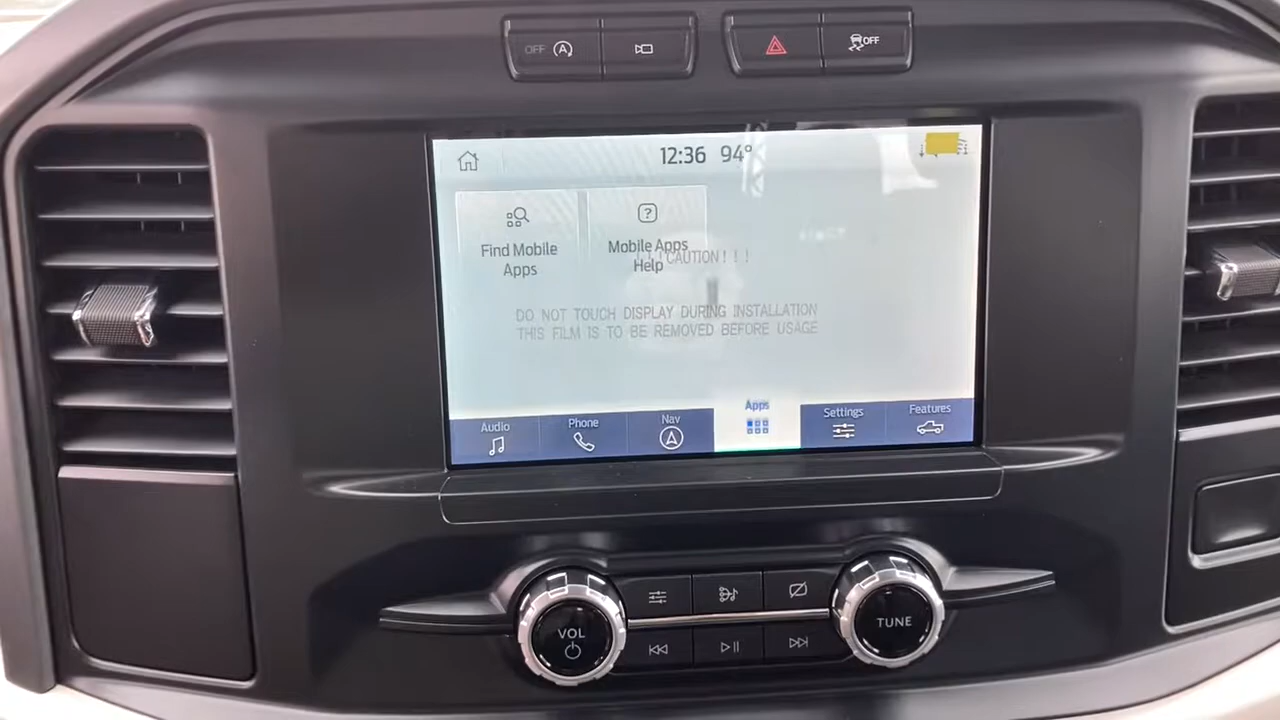 OFF
OFF
12:36 94°
Find Mobile
Apps
Mobile Apps
Help
! ! ! CAUTION ! ! !
DO NOT TOUCH DISPLAY DURING INSTALLATION
THIS FILM IS TO BE REMOVED BEFORE USAGE
Audio
Phone
Nav
Apps
Settings
Features
VOL
TUNE